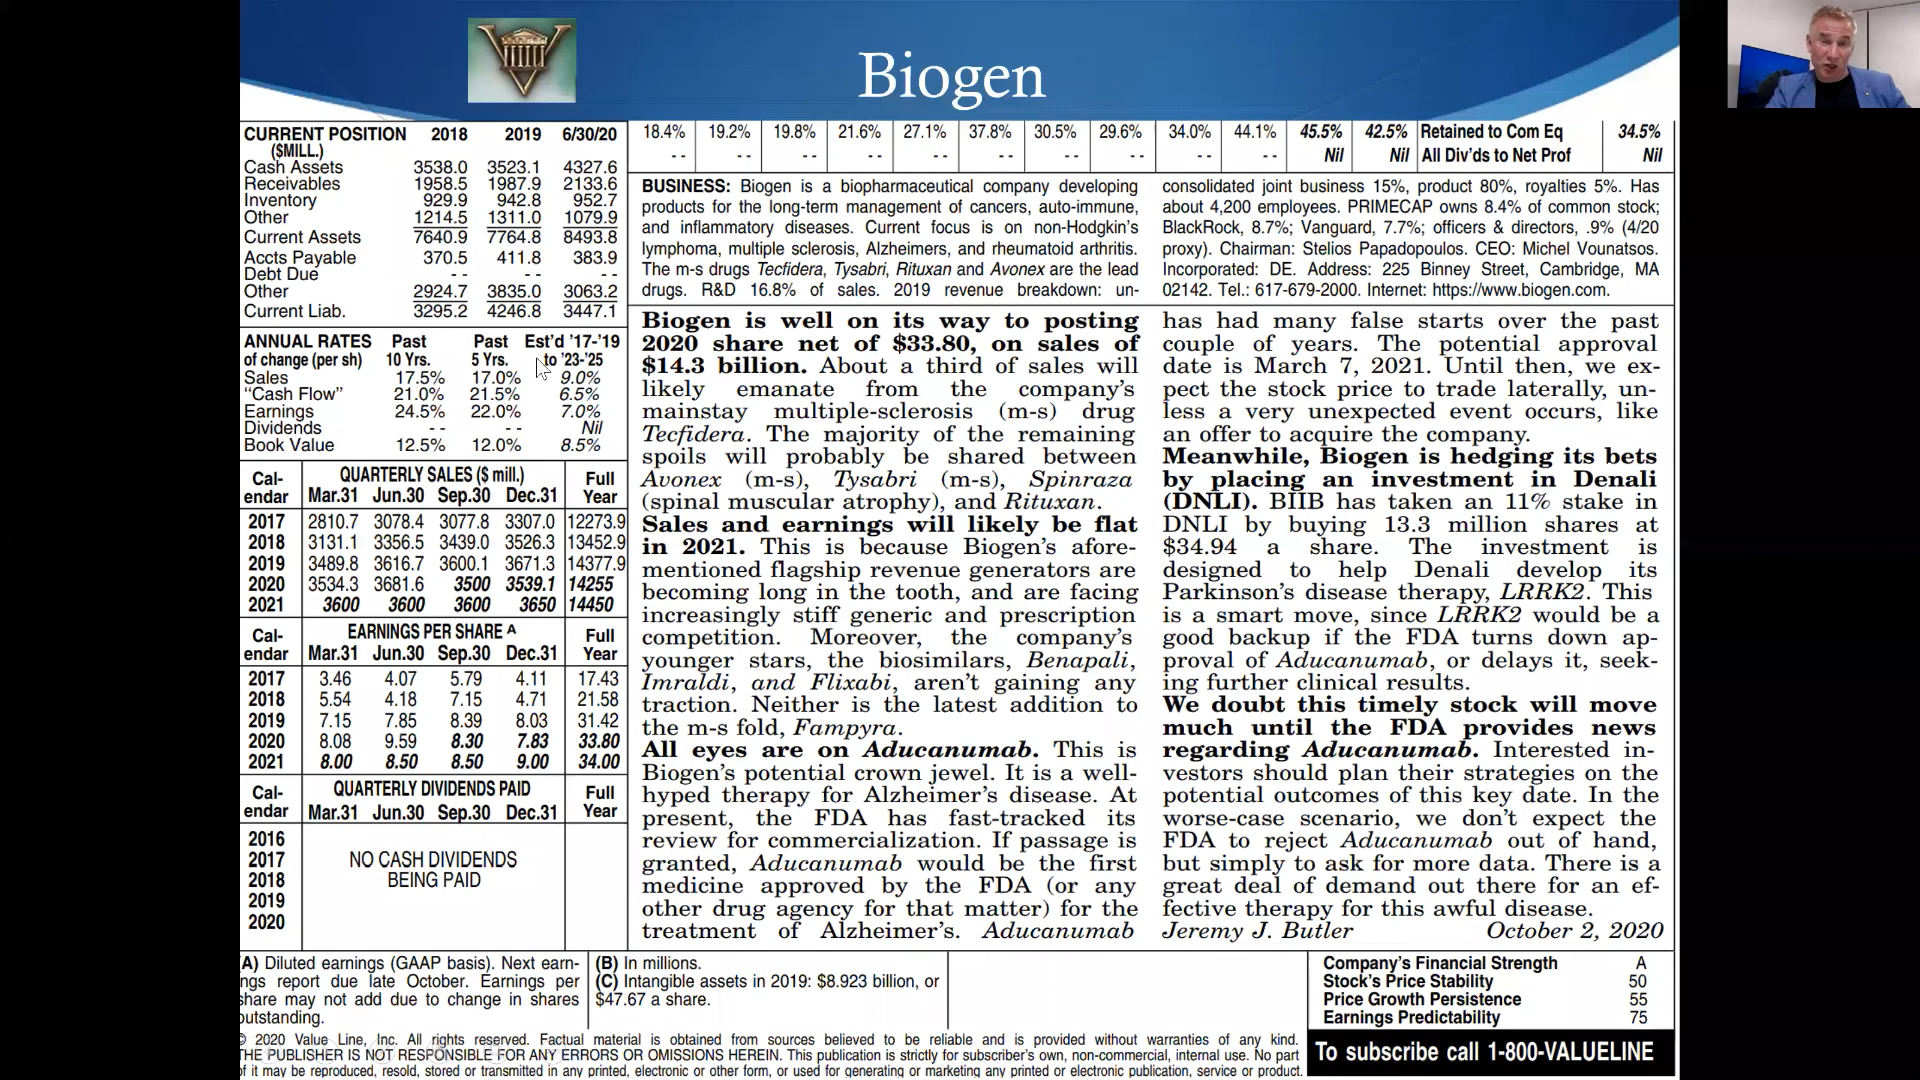 Biogen
CURRENT POSITION 2018 2019 6/30/20
($MILL.)
Cash Assets 3538.0 3523.1 4327.6
Receivables 1958.5 1987.9 2133.6
Inventory 929.9 942.8 952.7
Other 1214.5 1311.0 1079.9
Current Assets 7640.9 7764.8 8493.8
Accts Payable 370.5 411.8 383.9
Debt Due - - - - - -
Other 2924.7 3835.0 3063.2
Current Liab. 3295.2 4246.8 3447.1
ANNUAL RATES Past Past Est'd '17-'19
of change (per sh) 10 Yrs. 5 Yrs. to '23-'25
Sales 17.5% 17.0% 9.0%
“Cash Flow” 21.0% 21.5% 6.5%
Earnings 24.5% 22.0% 7.0%
Dividends - - - - Nil
Book Value 12.5% 12.0% 8.5%
Cal- QUARTERLY SALES ($ mill.) Full
endar Mar.31 Jun.30 Sep.30 Dec.31 Year
2017 2810.7 3078.4 3077.8 3307.0 12273.9
2018 3131.1 3356.5 3439.0 3526.3 13452.9
2019 3489.8 3616.7 3600.1 3671.3 14377.9
2020 3534.3 3681.6 3500 3539.1 14255
2021 3600 3600 3600 3650 14450
Cal- EARNINGS PER SHARE A Full
endar Mar.31 Jun.30 Sep.30 Dec.31 Year
2017 3.46 4.07 5.79 4.11 17.43
2018 5.54 4.18 7.15 4.71 21.58
2019 7.15 7.85 8.39 8.03 31.42
2020 8.08 9.59 8.30 7.83 33.80
2021 8.00 8.50 8.50 9.00 34.00
Cal- QUARTERLY DIVIDENDS PAID Full
endar Mar.31 Jun.30 Sep.30 Dec.31 Year
2016
2017 NO CASH DIVIDENDS
2018 BEING PAID
2019
2020
18.4% 19.2% 19.8% 21.6% 27.1% 37.8% 30.5% 29.6% 34.0% 44.1% 45.5% 42.5% Retained to Com Eq 34.5%
- - - - - - - - - - - - - - - - - - - - Nil Nil All Div'ds to Net Prof Nil
BUSINESS: Biogen is a biopharmaceutical company developing
products for the long-term management of cancers, auto-immune,
and inflammatory diseases. Current focus is on non-Hodgkin's
lymphoma, multiple sclerosis, Alzheimers, and rheumatoid arthritis.
The m-s drugs Tecfidera, Tysabri, Rituxan and Avonex are the lead
drugs. R&D 16.8% of sales. 2019 revenue breakdown: un-
consolidated joint business 15%, product 80%, royalties 5%. Has
about 4,200 employees. PRIMECAP owns 8.4% of common stock;
BlackRock, 8.7%; Vanguard, 7.7%; officers & directors, .9% (4/20
proxy). Chairman: Stelios Papadopoulos. CEO: Michel Vounatsos.
Incorporated: DE. Address: 225 Binney Street, Cambridge, MA
02142. Tel.: 617-679-2000. Internet: https://www.biogen.com.
Biogen is well on its way to posting
2020 share net of $33.80, on sales of
$14.3 billion. About a third of sales will
likely emanate from the company's
mainstay multiple-sclerosis (m-s) drug
Tecfidera. The majority of the remaining
spoils will probably be shared between
Avonex (m-s), Tysabri (m-s), Spinraza
(spinal muscular atrophy), and Rituxan.
Sales and earnings will likely be flat
in 2021. This is because Biogen's afore-
mentioned flagship revenue generators are
becoming long in the tooth, and are facing
increasingly stiff generic and prescription
competition. Moreover, the company's
younger stars, the biosimilars, Benapali,
Imraldi, and Flixabi, aren't gaining any
traction. Neither is the latest addition to
the m-s fold, Fampyra.
All eyes are on Aducanumab. This is
Biogen's potential crown jewel. It is a well-
hyped therapy for Alzheimer's disease. At
present, the FDA has fast-tracked its
review for commercialization. If passage is
granted, Aducanumab would be the first
medicine approved by the FDA (or any
other drug agency for that matter) for the
treatment of Alzheimer's. Aducanumab
has had many false starts over the past
couple of years. The potential approval
date is March 7, 2021. Until then, we ex-
pect the stock price to trade laterally, un-
less a very unexpected event occurs, like
an offer to acquire the company.
Meanwhile, Biogen is hedging its bets
by placing an investment in Denali
(DNLI). BIIB has taken an 11% stake in
DNLI by buying 13.3 million shares at
$34.94 a share. The investment is
designed to help Denali develop its
Parkinson's disease therapy, LRRK2. This
is a smart move, since LRRK2 would be a
good backup if the FDA turns down ap-
proval of Aducanumab, or delays it, seek-
ing further clinical results.
We doubt this timely stock will move
much until the FDA provides news
regarding Aducanumab. Interested in-
vestors should plan their strategies on the
potential outcomes of this key date. In the
worse-case scenario, we don't expect the
FDA to reject Aducanumab out of hand,
but simply to ask for more data. There is a
great deal of demand out there for an ef-
fective therapy for this awful disease.
Jeremy J. Butler October 2, 2020
A) Diluted earnings (GAAP basis). Next earn-
ngs report due late October. Earnings per
share may not add due to change in shares
outstanding.
(B) In millions.
(C) Intangible assets in 2019: $8.923 billion, or
$47.67 a share.
Company's Financial Strength A
Stock's Price Stability 50
Price Growth Persistence 55
Earnings Predictability 75
© 2020 Value Line, Inc. All rights reserved. Factual material is obtained from sources believed to be reliable and is provided without warranties of any kind.
THE PUBLISHER IS NOT RESPONSIBLE FOR ANY ERRORS OR OMISSIONS HEREIN. This publication is strictly for subscriber's own, non-commercial, internal use. No part
of it may be reproduced, resold, stored or transmitted in any printed, electronic or other form, or used for generating or marketing any printed or electronic publication, service or product.
To subscribe call 1-800-VALUELINE